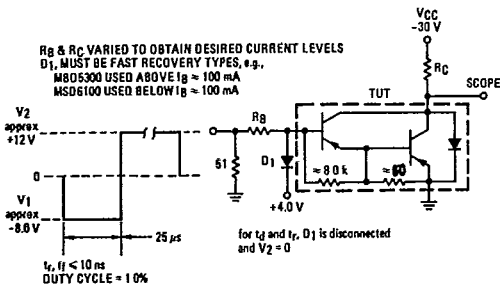 RB & RC VARIED TO OBTAIN DESIRED CURRENT LEVELS
D1, MUST BE FAST RECOVERY TYPES, e.g.,
MBD5300 USED ABOVE IB ≈ 100 mA
MSD6100 USED BELOW IB ≈ 100 mA
VCC
-30 V
RC
SCOPE
TUT
V2
approx
+12 V
0
V1
approx
-8.0 V
RB
51
D1
+4.0 V
≈ 8.0 k
25 µs
tr, tf ≤ 10 ns
DUTY CYCLE = 1.0%
for td and tr, D1 is disconnected
and V2 = 0